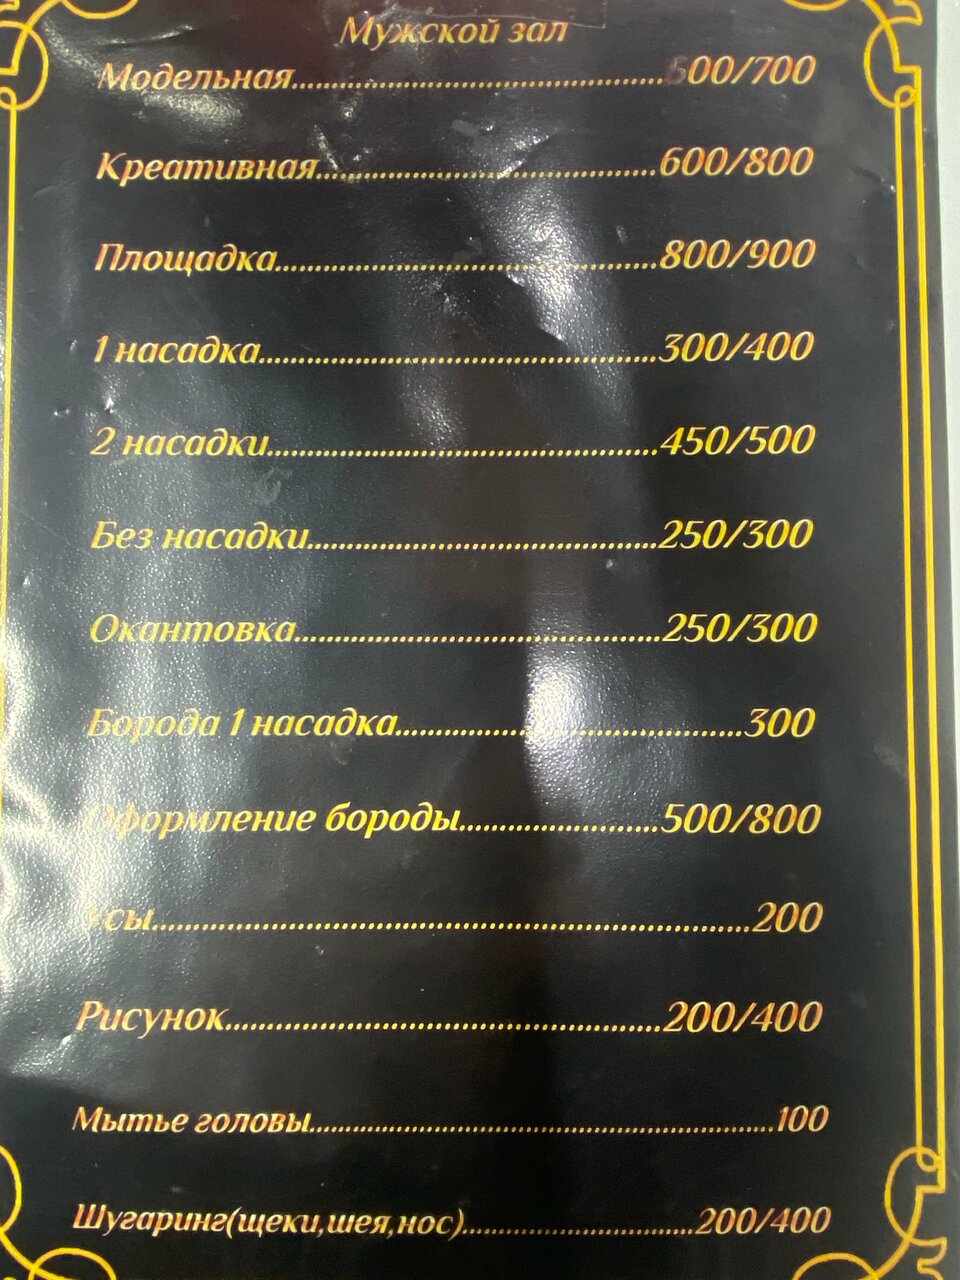 Мужской зал
Модельная..........600/700
Креативная..........600/800
Площадка..........800/900
1 насадка..........300/400
2 насадки..........450/500
Без насадки..........250/300
Окантовка..........250/300
Борода 1 насадка..........300
Оформление бороды..........500/800
Усы..........200
Рисунок..........200/400
Мытье головы..........100
Шугаринг(щеки,шея,нос)..........200/400